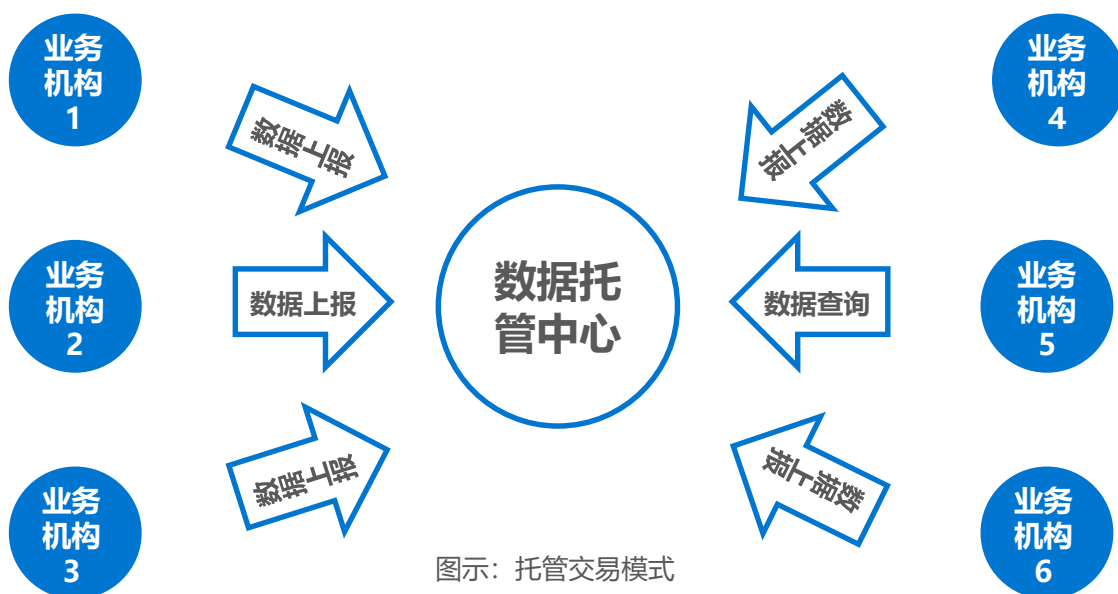 业务
机构
1
数据上报
业务
机构
2
数据上报
业务
机构
3
数据上报
数据托
管中心
业务
机构
4
数据上
报
业务
机构
5
数据查询
业务
机构
6
数据上
报
图示：托管交易模式